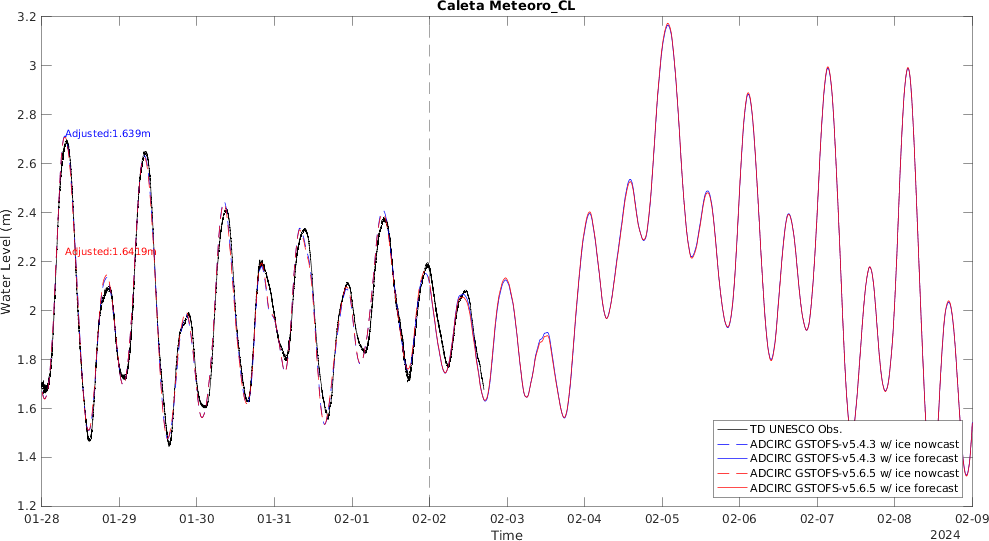 Caleta Meteoro_CL
3.2
3
2.8
2.6
2.4
2.2
2
1.8
1.6
1.4
1.2
Water Level (m)
Adjusted:1.639m
Adjusted:1.6419m
TD UNESCO Obs.
ADCIRC GSTOFS-v5.4.3 w/ ice nowcast
ADCIRC GSTOFS-v5.4.3 w/ ice forecast
ADCIRC GSTOFS-v5.6.5 w/ ice nowcast
ADCIRC GSTOFS-v5.6.5 w/ ice forecast
01-28 01-29 01-30 01-31 02-01 02-02 02-03 02-04 02-05 02-06 02-07 02-08 02-09
Time
2024